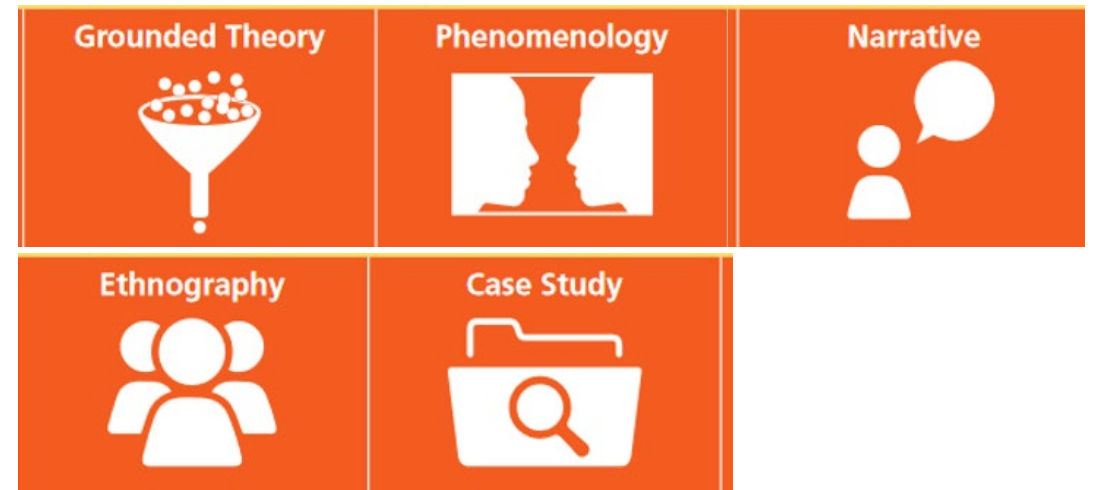 Grounded Theory
Phenomenology
Narrative
Ethnography
Case Study